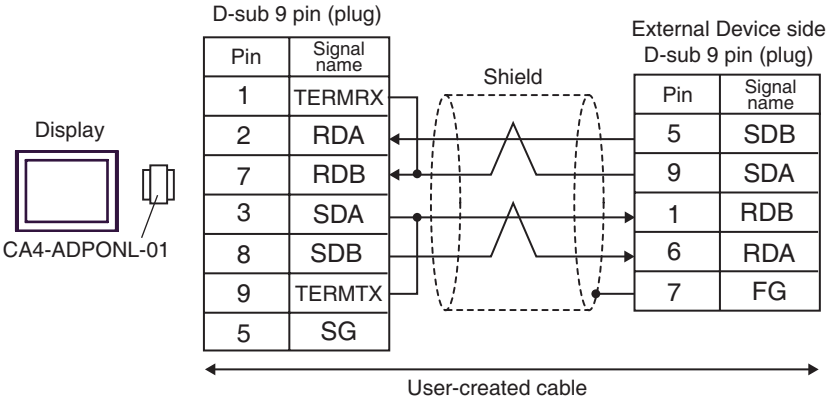 D-sub 9 pin (plug)
Pin Signal name
1 TERMRX
2 RDA
7 RDB
3 SDA
8 SDB
9 TERMTX
5 SG
Display
CA4-ADPONL-01
Shield
External Device side
D-sub 9 pin (plug)
Pin Signal name
5 SDB
9 SDA
1 RDB
6 RDA
7 FG
User-created cable